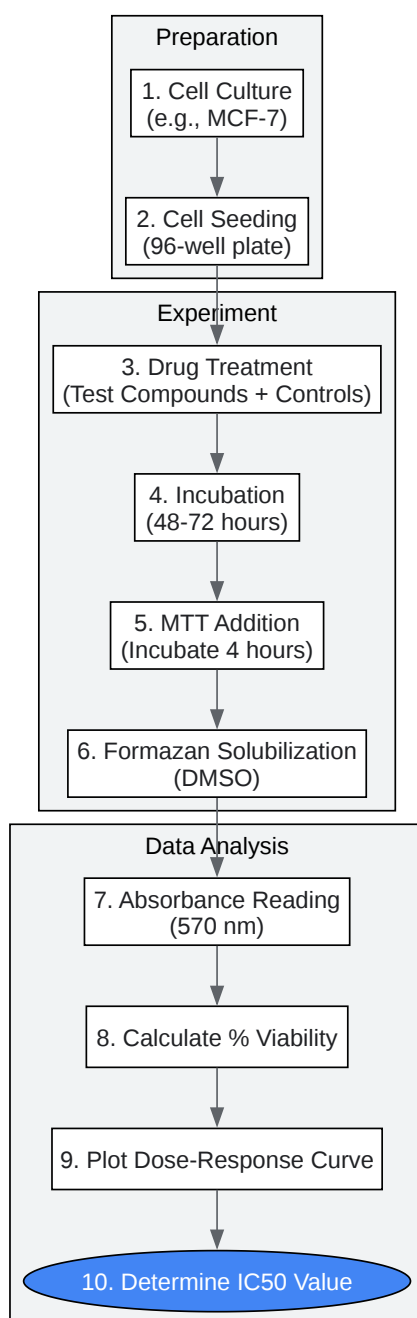 Preparation
1. Cell Culture
(e.g., MCF-7)
2. Cell Seeding
(96-well plate)
Experiment
3. Drug Treatment
(Test Compounds + Controls)
4. Incubation
(48-72 hours)
5. MTT Addition
(Incubate 4 hours)
6. Formazan Solubilization
(DMSO)
Data Analysis
7. Absorbance Reading
(570 nm)
8. Calculate % Viability
9. Plot Dose-Response Curve
10. Determine IC50 Value